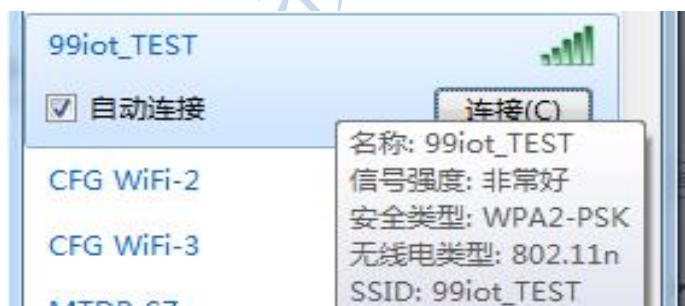 99iot_TEST
自动连接
连接(C)
名称: 99iot_TEST
CFG WiFi-2
信号强度: 非常好
安全类型: WPA2-PSK
CFG WiFi-3
无线电类型: 802.11n
SSID: 99iot_TEST